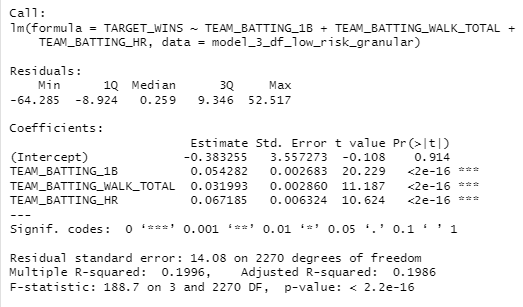 Call:
lm(formula = TARGET_WINS ~ TEAM_BATTING_1B + TEAM_BATTING_WALK_TOTAL +
    TEAM_BATTING_HR, data = model_3_df_low_risk_granular)
Residuals:
    Min      1Q  Median      3Q     Max
-64.285  -8.924   0.259   9.346  52.517
Coefficients:
                         Estimate Std. Error t value Pr(>|t|)
(Intercept)             -0.383255   3.557273  -0.108    0.914
TEAM_BATTING_1B          0.054282   0.002683  20.229   <2e-16 ***
TEAM_BATTING_WALK_TOTAL  0.031993   0.002860  11.187   <2e-16 ***
TEAM_BATTING_HR          0.067185   0.006324  10.624   <2e-16 ***
---
Signif. codes:  0 ‘***’ 0.001 ‘**’ 0.01 ‘*’ 0.05 ‘.’ 0.1 ‘ ’ 1
Residual standard error: 14.08 on 2270 degrees of freedom
Multiple R-squared:  0.1996,    Adjusted R-squared:  0.1986
F-statistic: 188.7 on 3 and 2270 DF,  p-value: < 2.2e-16